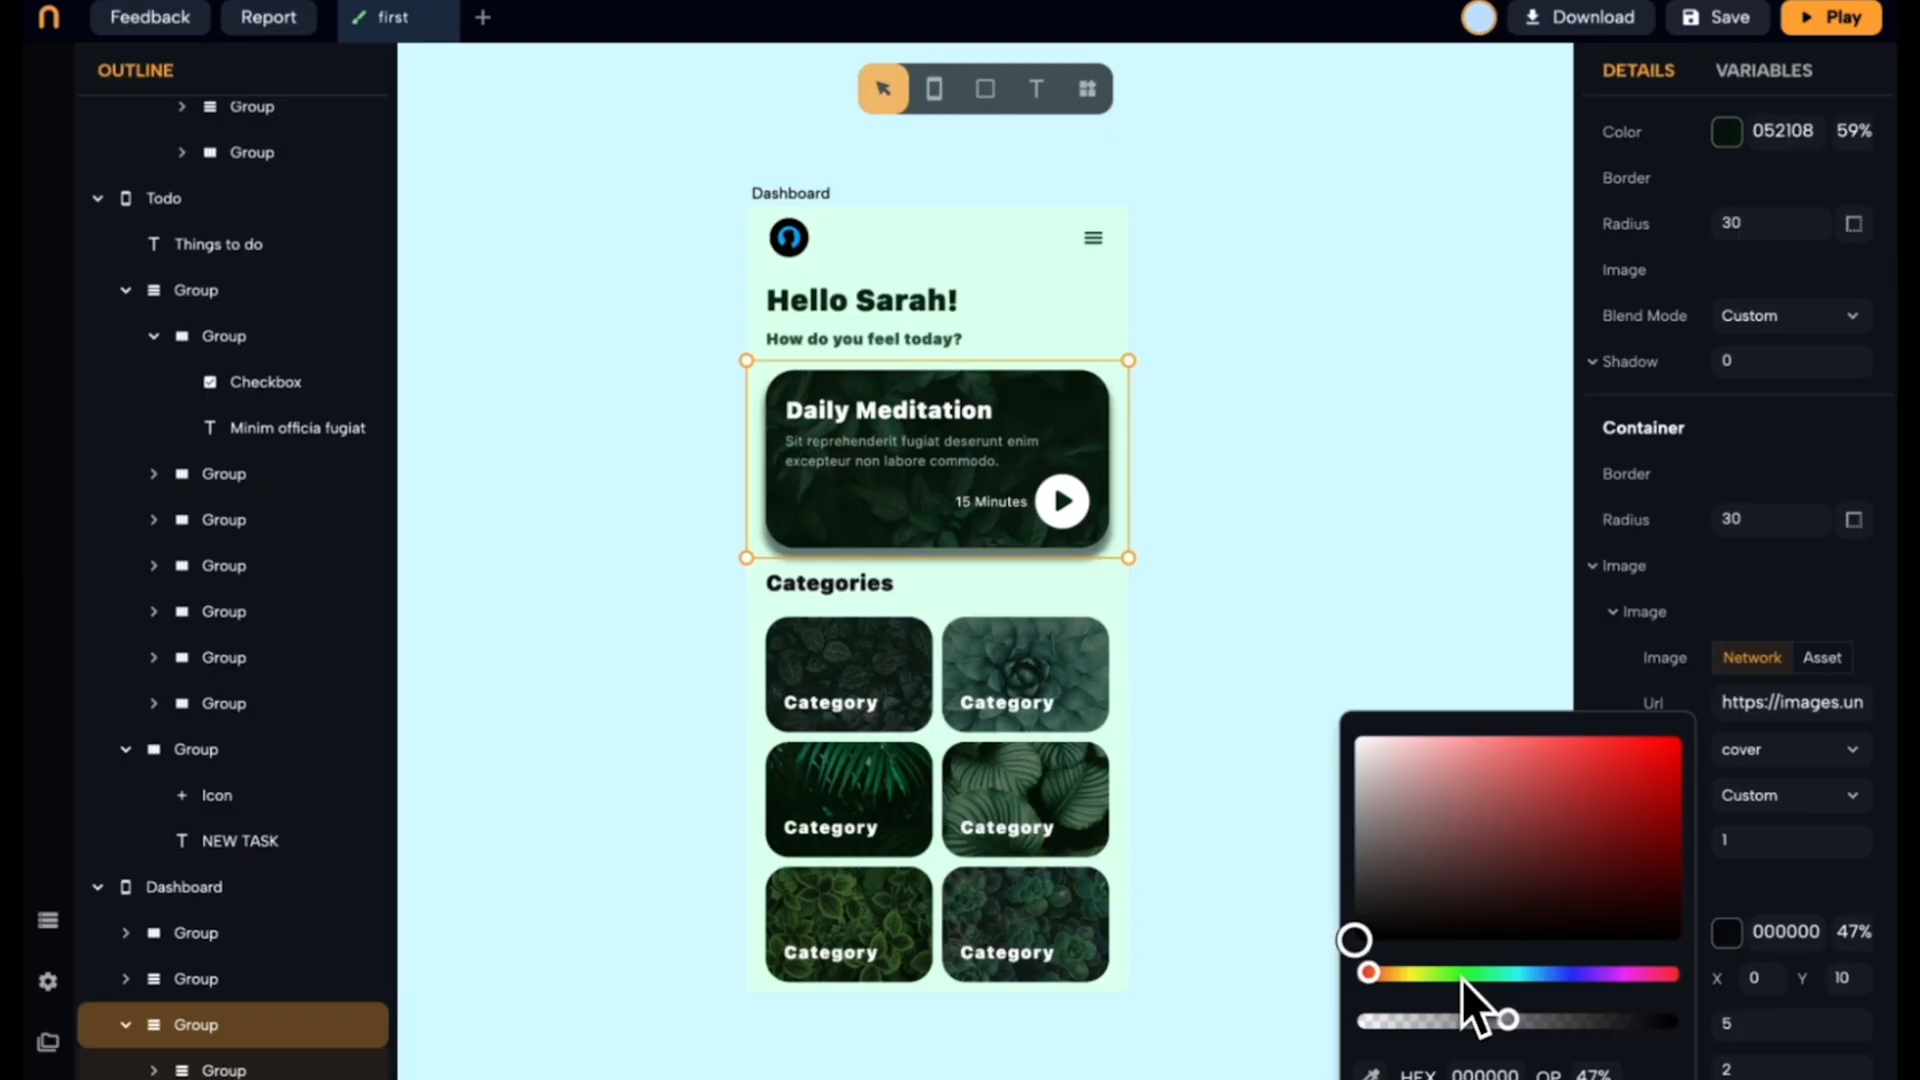 Feedback
Report
first
Download
Save
Play
OUTLINE
Group
Group
Todo
Things to do
Group
Group
Checkbox
Minim officia fugiat
Group
Group
Group
Group
Group
Group
Group
Icon
NEW TASK
Dashboard
Group
Group
Group
Group
T
Dashboard
Hello Sarah!
How do you feel today?
Daily Meditation
Sit reprehenderit fugiat deserunt enim
excepteur non labore commodo.
15 Minutes
Categories
Category
Category
Category
Category
Category
Category
DETAILS VARIABLES
Color 052108 59%
Border
Radius 30
Image
Blend Mode Custom
Shadow 0
Container
Border
Radius 30
Image
Image
Image Network Asset
Url https://images.un
cover
Custom
1
000000 47%
X 0 Y 10
5
2
HEX 000000 OP 47%